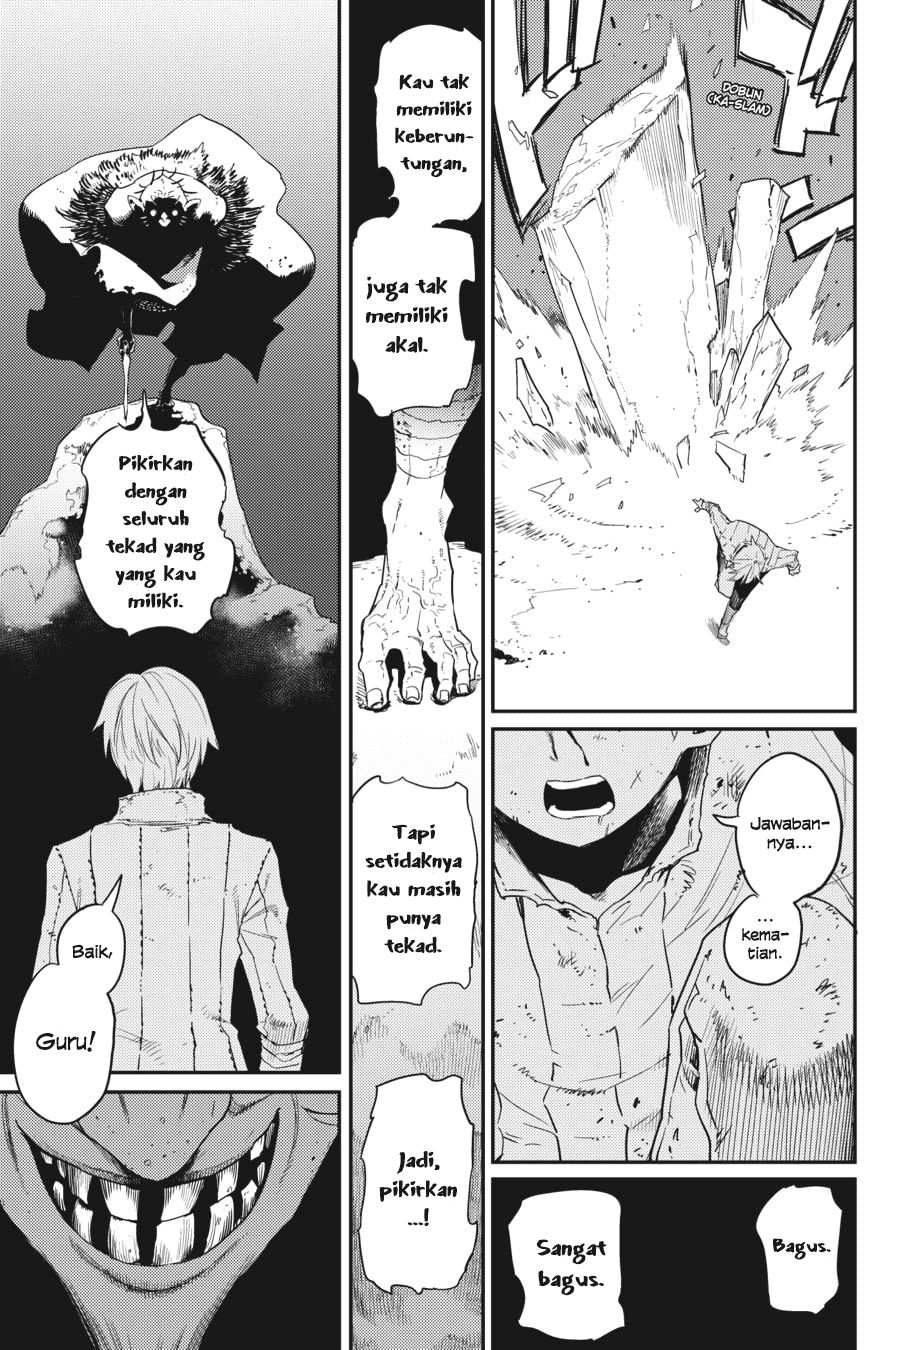 DOBUN
(KA-SLAM)
Jawaban-
nya...
...
kema-
tian.
Bagus.
Sangat
bagus.
Kau tak
memiliki
keberun-
tungan,
juga tak
memiliki
akal.
Tapi
setidaknya
kau masih
punya
tekad.
Jadi,
pikirkan
...!
Pikirkan
dengan
seluruh
tekad yang
yang kau
miliki.
Baik,
Guru!